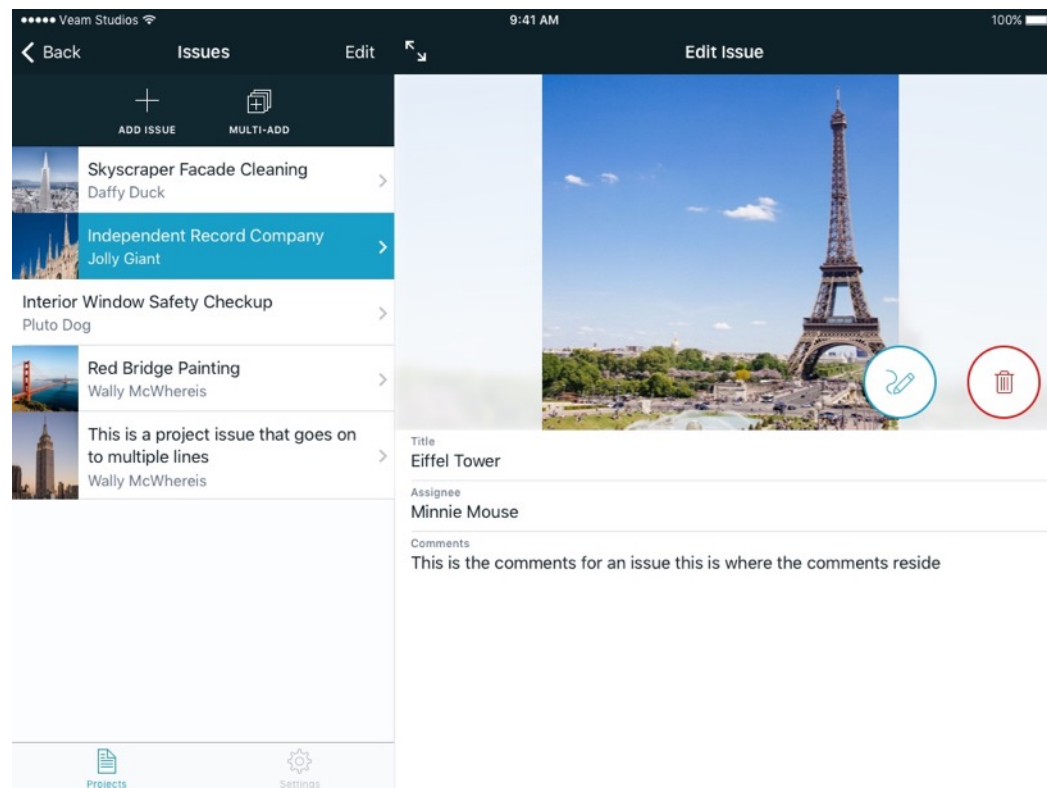 Veam Studios
9:41 AM
100%
Back
Issues
Edit
Edit Issue
ADD ISSUE
MULTI-ADD
Skyscraper Facade Cleaning
Daffy Duck
Independent Record Company
Jolly Giant
Interior Window Safety Checkup
Pluto Dog
Red Bridge Painting
Wally McWhereis
This is a project issue that goes on
to multiple lines
Wally McWhereis
Projects
Settings
Title
Eiffel Tower
Assignee
Minnie Mouse
Comments
This is the comments for an issue this is where the comments reside